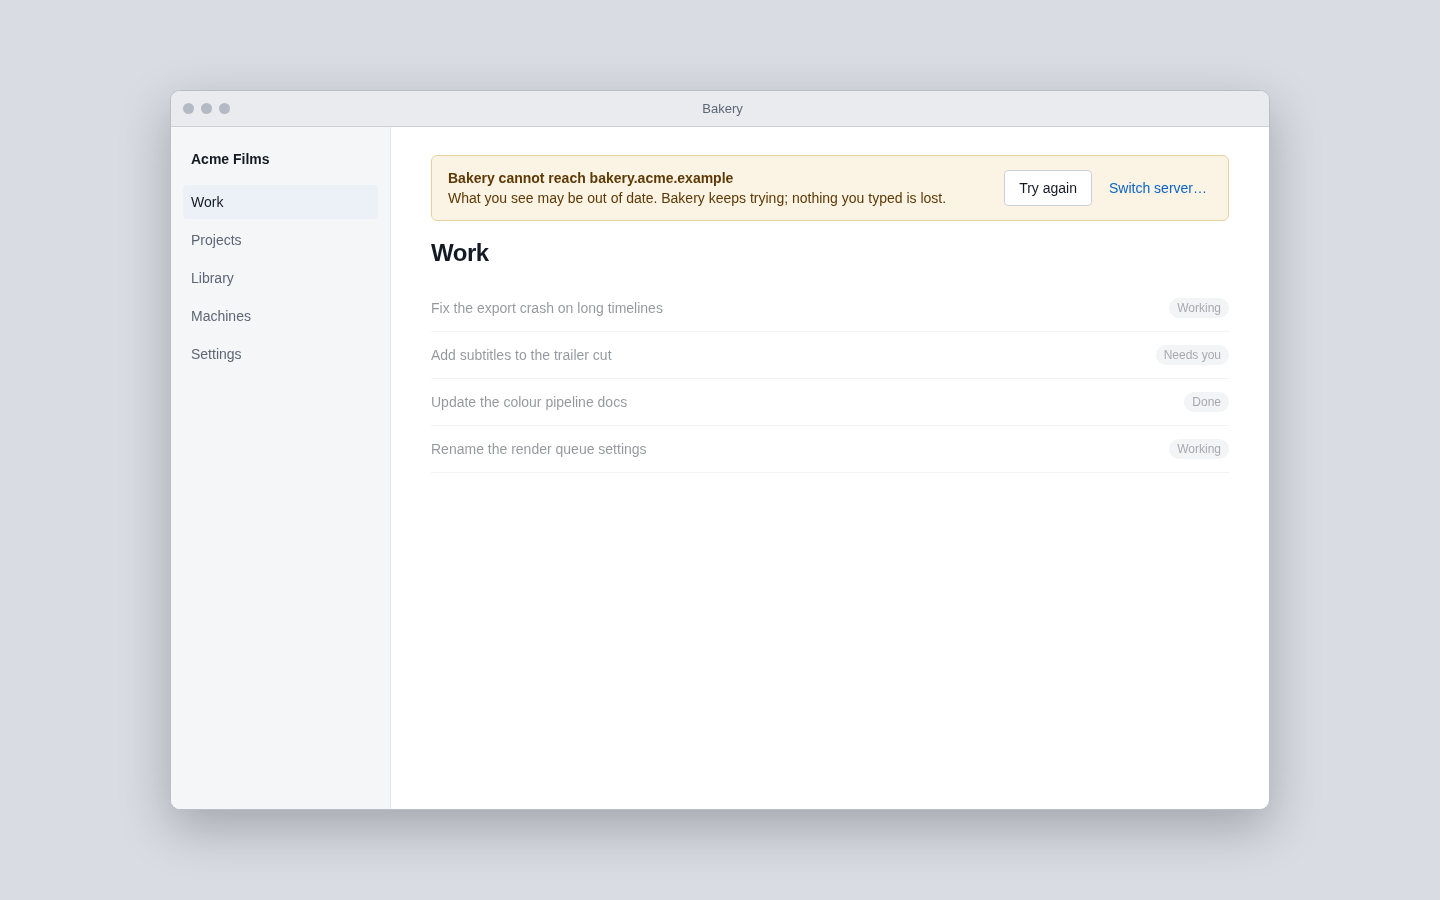 Bakery
Acme Films
Work
Projects
Library
Machines
Settings
Bakery cannot reach bakery.acme.example
What you see may be out of date. Bakery keeps trying; nothing you typed is lost.
Try again
Switch server…
Work
Fix the export crash on long timelines
Working
Add subtitles to the trailer cut
Needs you
Update the colour pipeline docs
Done
Rename the render queue settings
Working